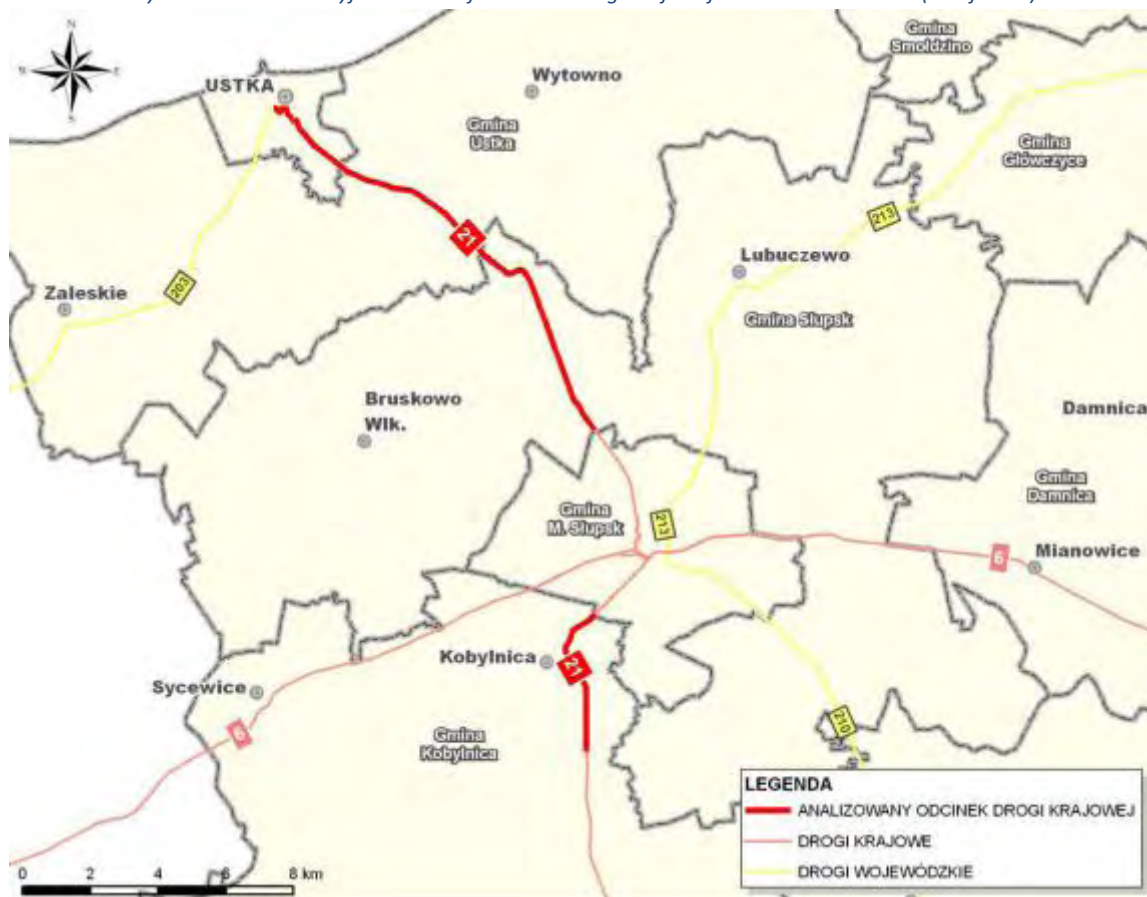 N
USTKA
Wytowno
Gmina
Smołdzino
Gmina
Ustka
Gmina
Główczyce
213
21
Lubuczewo
Zaleskie
203
Gmina Słupsk
Bruskowo
Wlk.
Damnica
Gmina
Damnica
Gmina
M. Słupsk
213
6
Mianowice
Kobylnica
21
Sycewice
6
Gmina
Kobylnica
210
LEGENDA
ANALIZOWANY ODCINEK DROGI KRAJOWEJ
DROGI KRAJOWE
DROGI WOJEWÓDZKIE
0 2 4 6 8 km